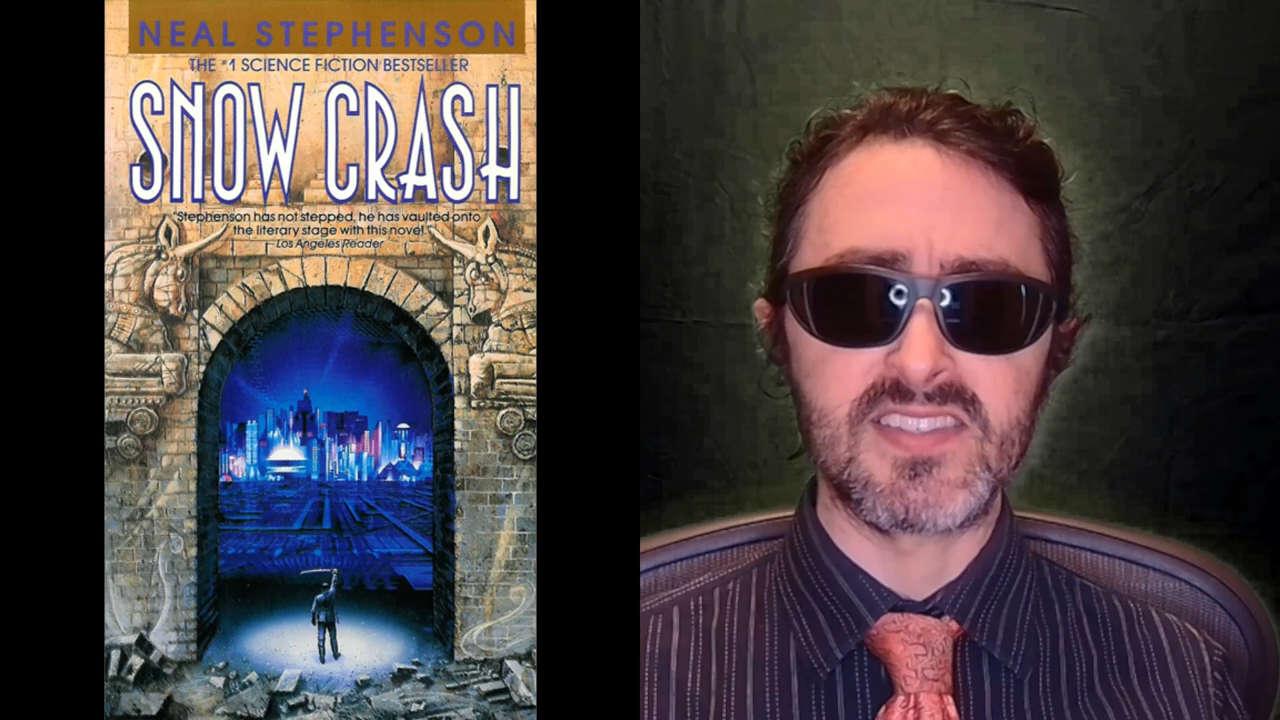 NEAL STEPHENSON
THE #1 SCIENCE FICTION BESTSELLER
SNOW CRASH
"Stephenson has not stepped, he has vaulted onto
the literary stage with this novel."
Los Angeles Reader